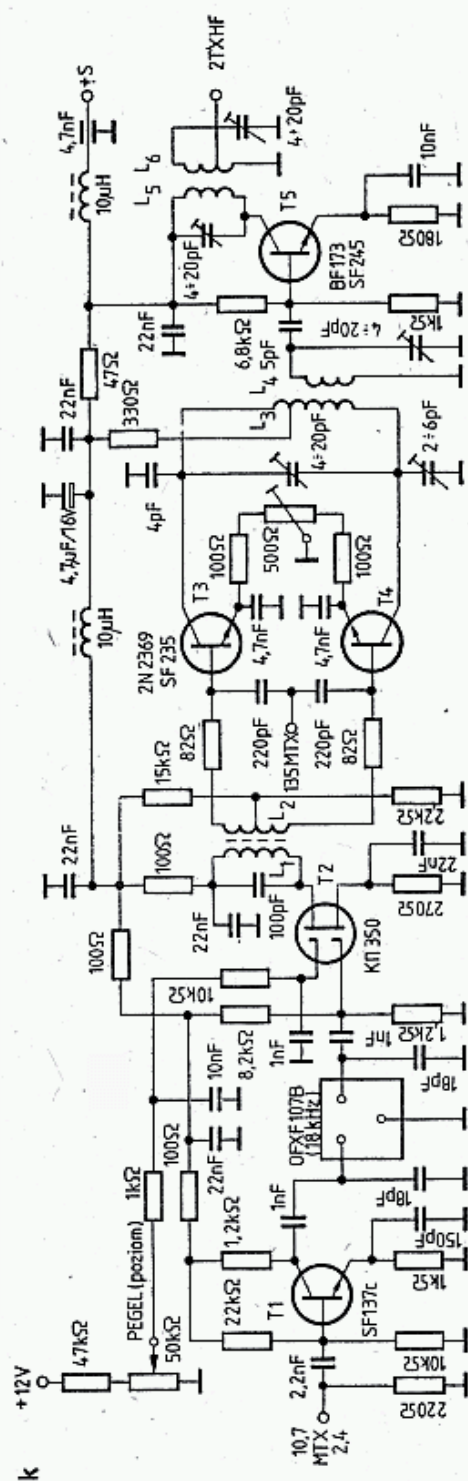 k
+12V
47kΩ
50kΩ
PEGEL (poziom)
1kΩ
10nF
22nF
100Ω
10kΩ
8,2kΩ
1nF
100Ω
22nF
100Ω
22nF
100pF
L1
L2
15kΩ
10μH
4,7μF/16V
22nF
47Ω
330Ω
10μH
4,7nF
+S
22kΩ
1,2kΩ
1nF
T1
SF137c
10,7
MTX
2,4
2,2nF
220Ω
10kΩ
1kΩ
150pF
18pF
OFXF107B
(18kHz)
18pF
1nF
1,2kΩ
T2
КП350
270Ω
22nF
2,2kΩ
82Ω
220pF
135MTX
220pF
82Ω
2N2369
SF235
T3
4,7nF
4,7nF
T4
100Ω
500Ω
100Ω
4pF
4÷20pF
2÷6pF
L3
L4
5pF
4÷20pF
22nF
6,8kΩ
1kΩ
4÷20pF
L5
L6
2TXHF
4÷20pF
T5
BF173
SF245
180Ω
10nF